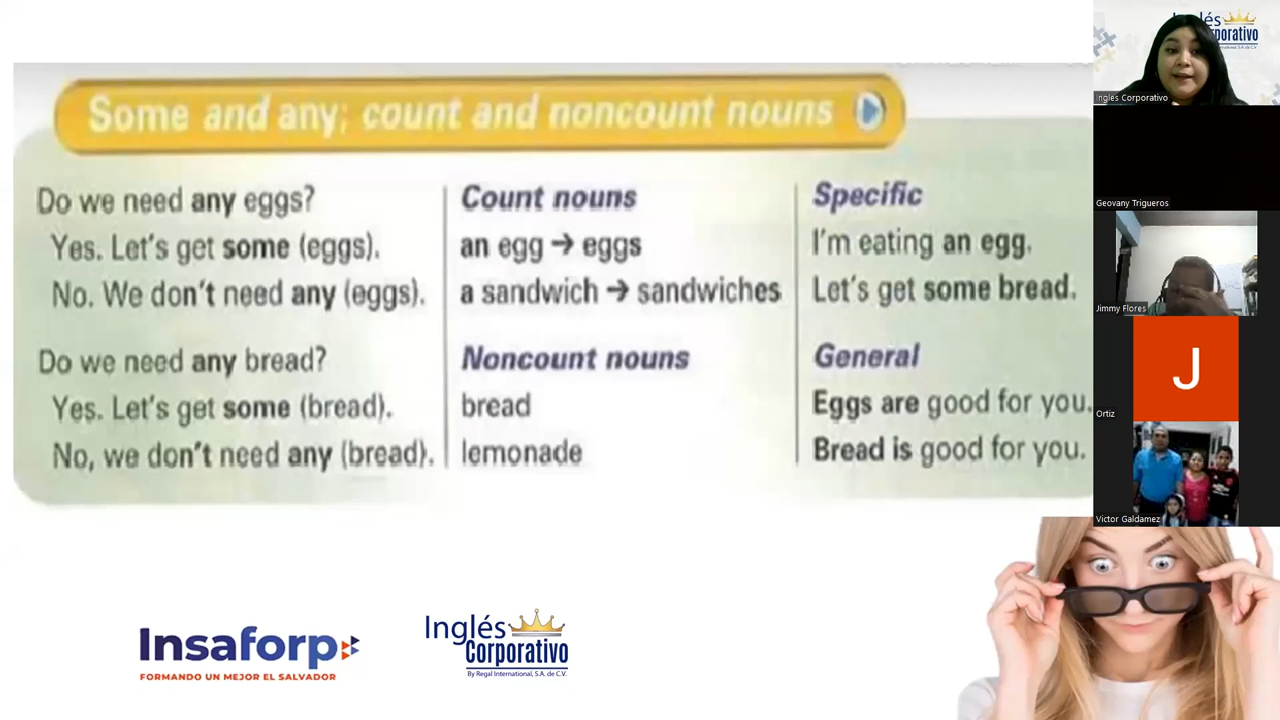 Some and any; count and noncount nouns
Do we need any eggs?
Yes. Let's get some (eggs).
No. We don't need any (eggs).
Do we need any bread?
Yes. Let's get some (bread).
No, we don't need any (bread).
Count nouns
an egg → eggs
a sandwich → sandwiches
Noncount nouns
bread
lemonade
Specific
I'm eating an egg.
Let's get some bread.
General
Eggs are good for you.
Bread is good for you.
Insaforp
FORMANDO UN MEJOR EL SALVADOR
Inglés
Corporativo
By Regal International, S.A. de C.V.
Inglés Corporativo
Geovany Trigueros
Jimmy Flores
J
Ortiz
Victor Galdamez